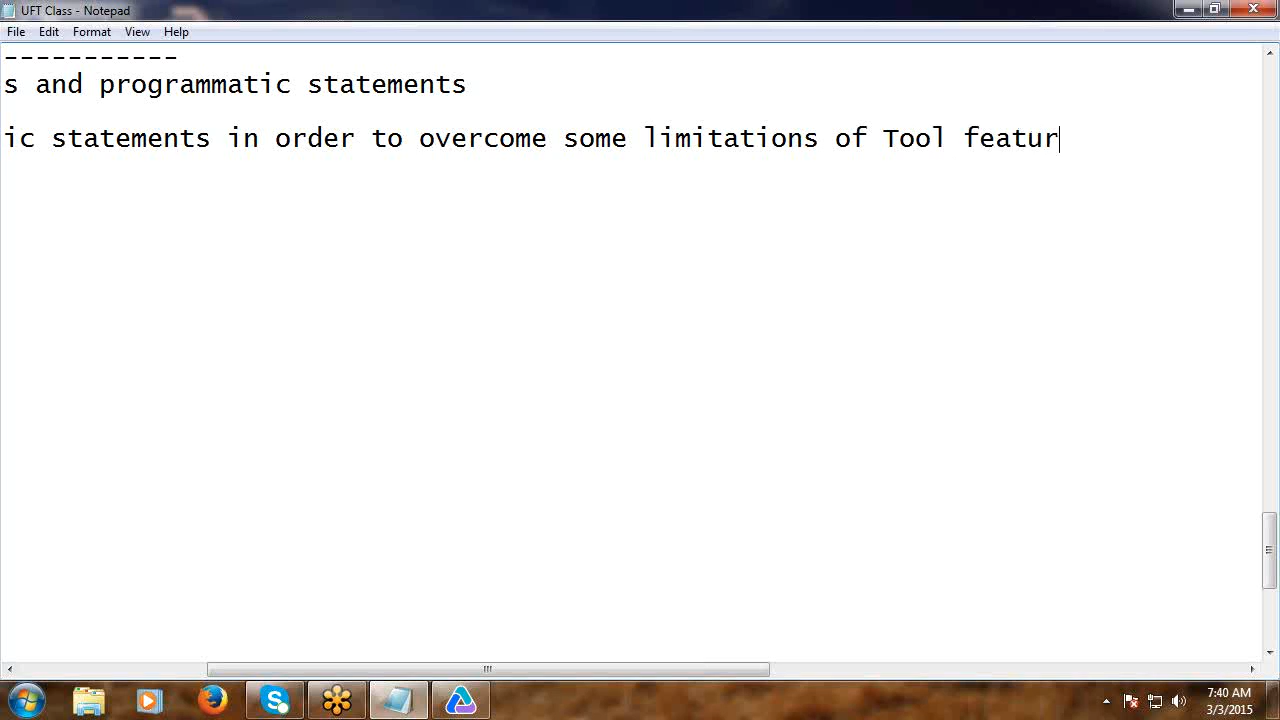 UFT Class - Notepad
File Edit Format View Help
-----------
s and programmatic statements
ic statements in order to overcome some limitations of Tool featur
7:40 AM
3/3/2015